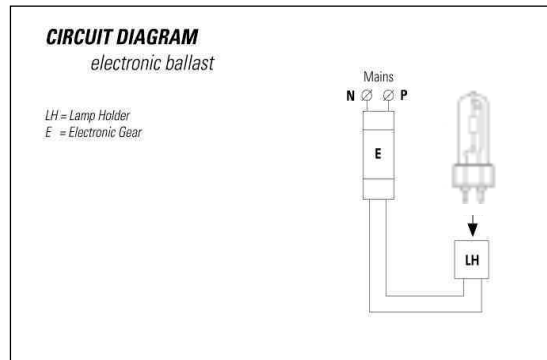 CIRCUIT DIAGRAM
electronic ballast
LH = Lamp Holder
E = Electronic Gear
Mains
N P
E
LH